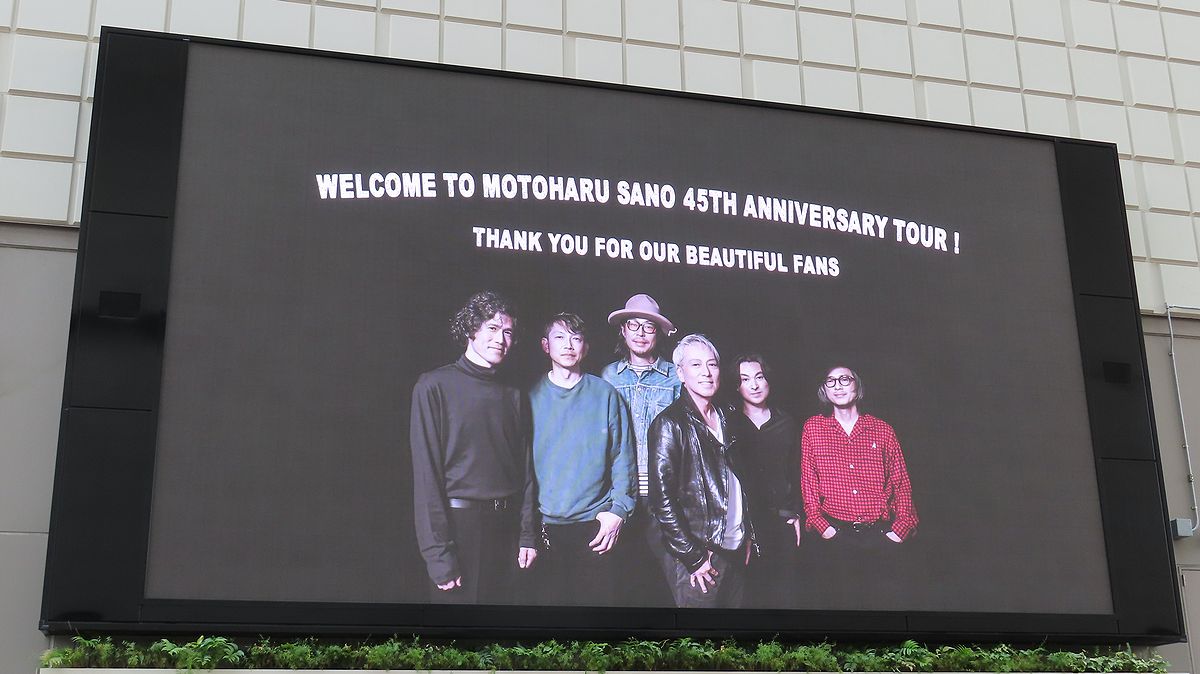 WELCOME TO MOTOHARU SANO 45TH ANNIVERSARY TOUR !
THANK YOU FOR OUR BEAUTIFUL FANS